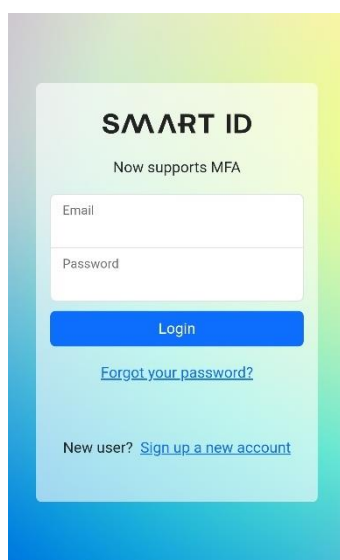 SMART ID
Now supports MFA
Email
Password
Login
Forgot your password?
New user? Sign up a new account